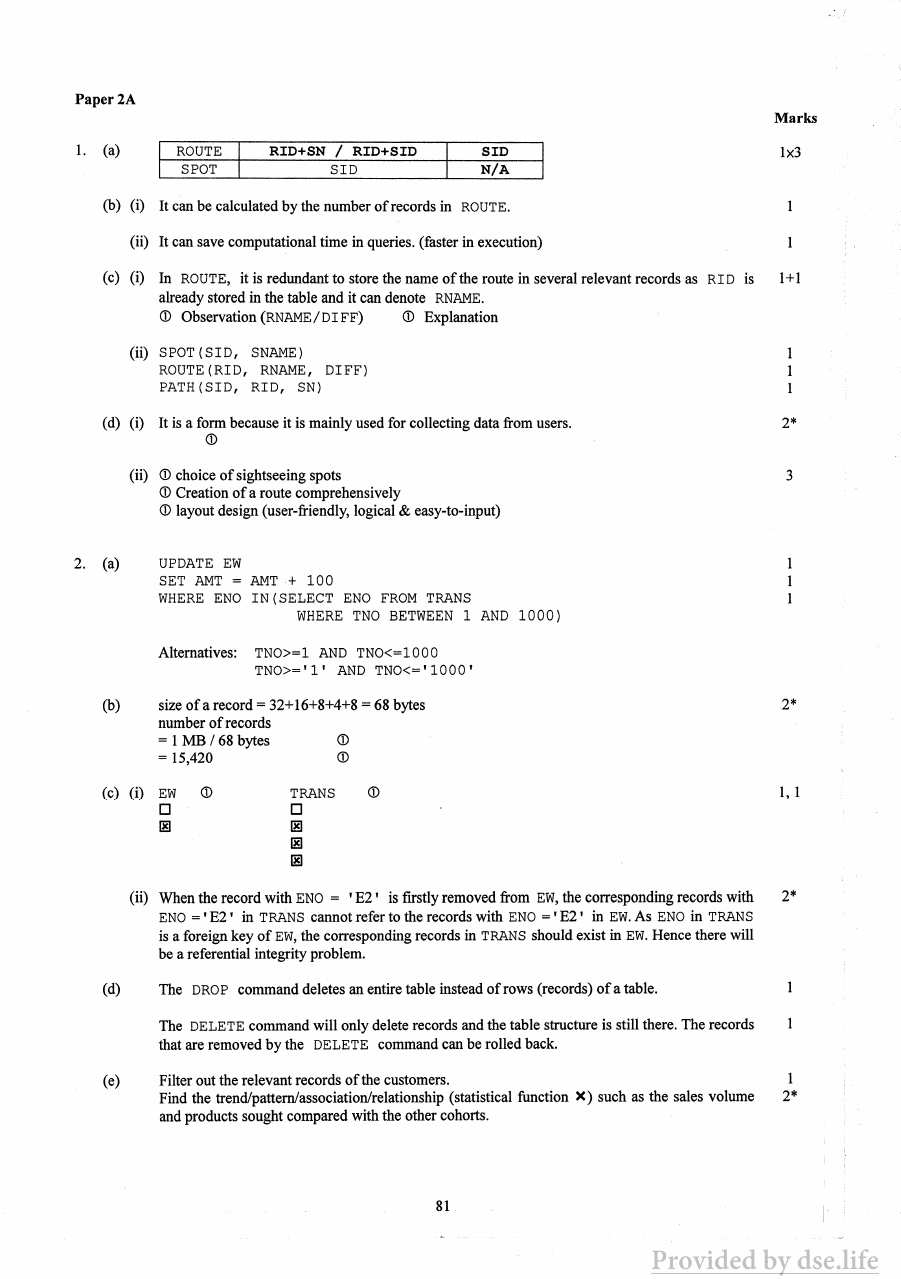 Paper 2A
Marks
1. (a) ROUTE RID+SN / RID+SID SID 1×3
SPOT SID N/A
(b) (i) It can be calculated by the number of records in ROUTE. 1
(ii) It can save computational time in queries. (faster in execution) 1
(c) (i) In ROUTE, it is redundant to store the name of the route in several relevant records as RID is 1+1
already stored in the table and it can denote RNAME.
① Observation (RNAME/DIFF) ① Explanation
(ii) SPOT(SID, SNAME) 1
ROUTE(RID, RNAME, DIFF) 1
PATH(SID, RID, SN) 1
(d) (i) It is a form because it is mainly used for collecting data from users. 2*
①
(ii) ① choice of sightseeing spots 3
① Creation of a route comprehensively
① layout design (user-friendly, logical & easy-to-input)
2. (a) UPDATE EW 1
SET AMT = AMT + 100 1
WHERE ENO IN(SELECT ENO FROM TRANS 1
WHERE TNO BETWEEN 1 AND 1000)
Alternatives: TNO>=1 AND TNO<=1000
TNO>='1' AND TNO<='1000'
(b) size of a record = 32+16+8+4+8 = 68 bytes 2*
number of records
= 1 MB / 68 bytes ①
= 15,420 ①
(c) (i) EW ① TRANS ① 1, 1
☐ ☐
☒ ☒
☒
☒
(ii) When the record with ENO = 'E2' is firstly removed from EW, the corresponding records with 2*
ENO ='E2' in TRANS cannot refer to the records with ENO ='E2' in EW. As ENO in TRANS
is a foreign key of EW, the corresponding records in TRANS should exist in EW. Hence there will
be a referential integrity problem.
(d) The DROP command deletes an entire table instead of rows (records) of a table. 1
The DELETE command will only delete records and the table structure is still there. The records 1
that are removed by the DELETE command can be rolled back.
(e) Filter out the relevant records of the customers. 1
Find the trend/pattern/association/relationship (statistical function ✗) such as the sales volume 2*
and products sought compared with the other cohorts.
81
Provided by dse.life